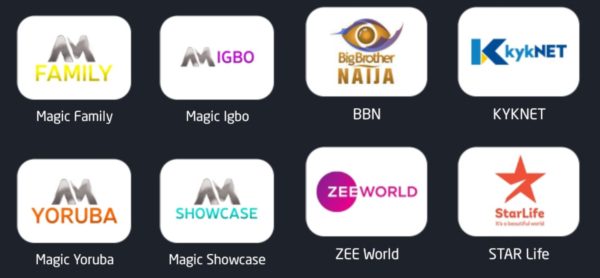 AM
FAMILY
Magic Family
AM IGBO
Magic Igbo
Big Brother
NAIJA
BBN
K kykNET
KYKNET
AM
YORUBA
Magic Yoruba
AM
SHOWCASE
Magic Showcase
ZEE WORLD
ZEE World
StarLife
It's a beautiful world
STAR Life